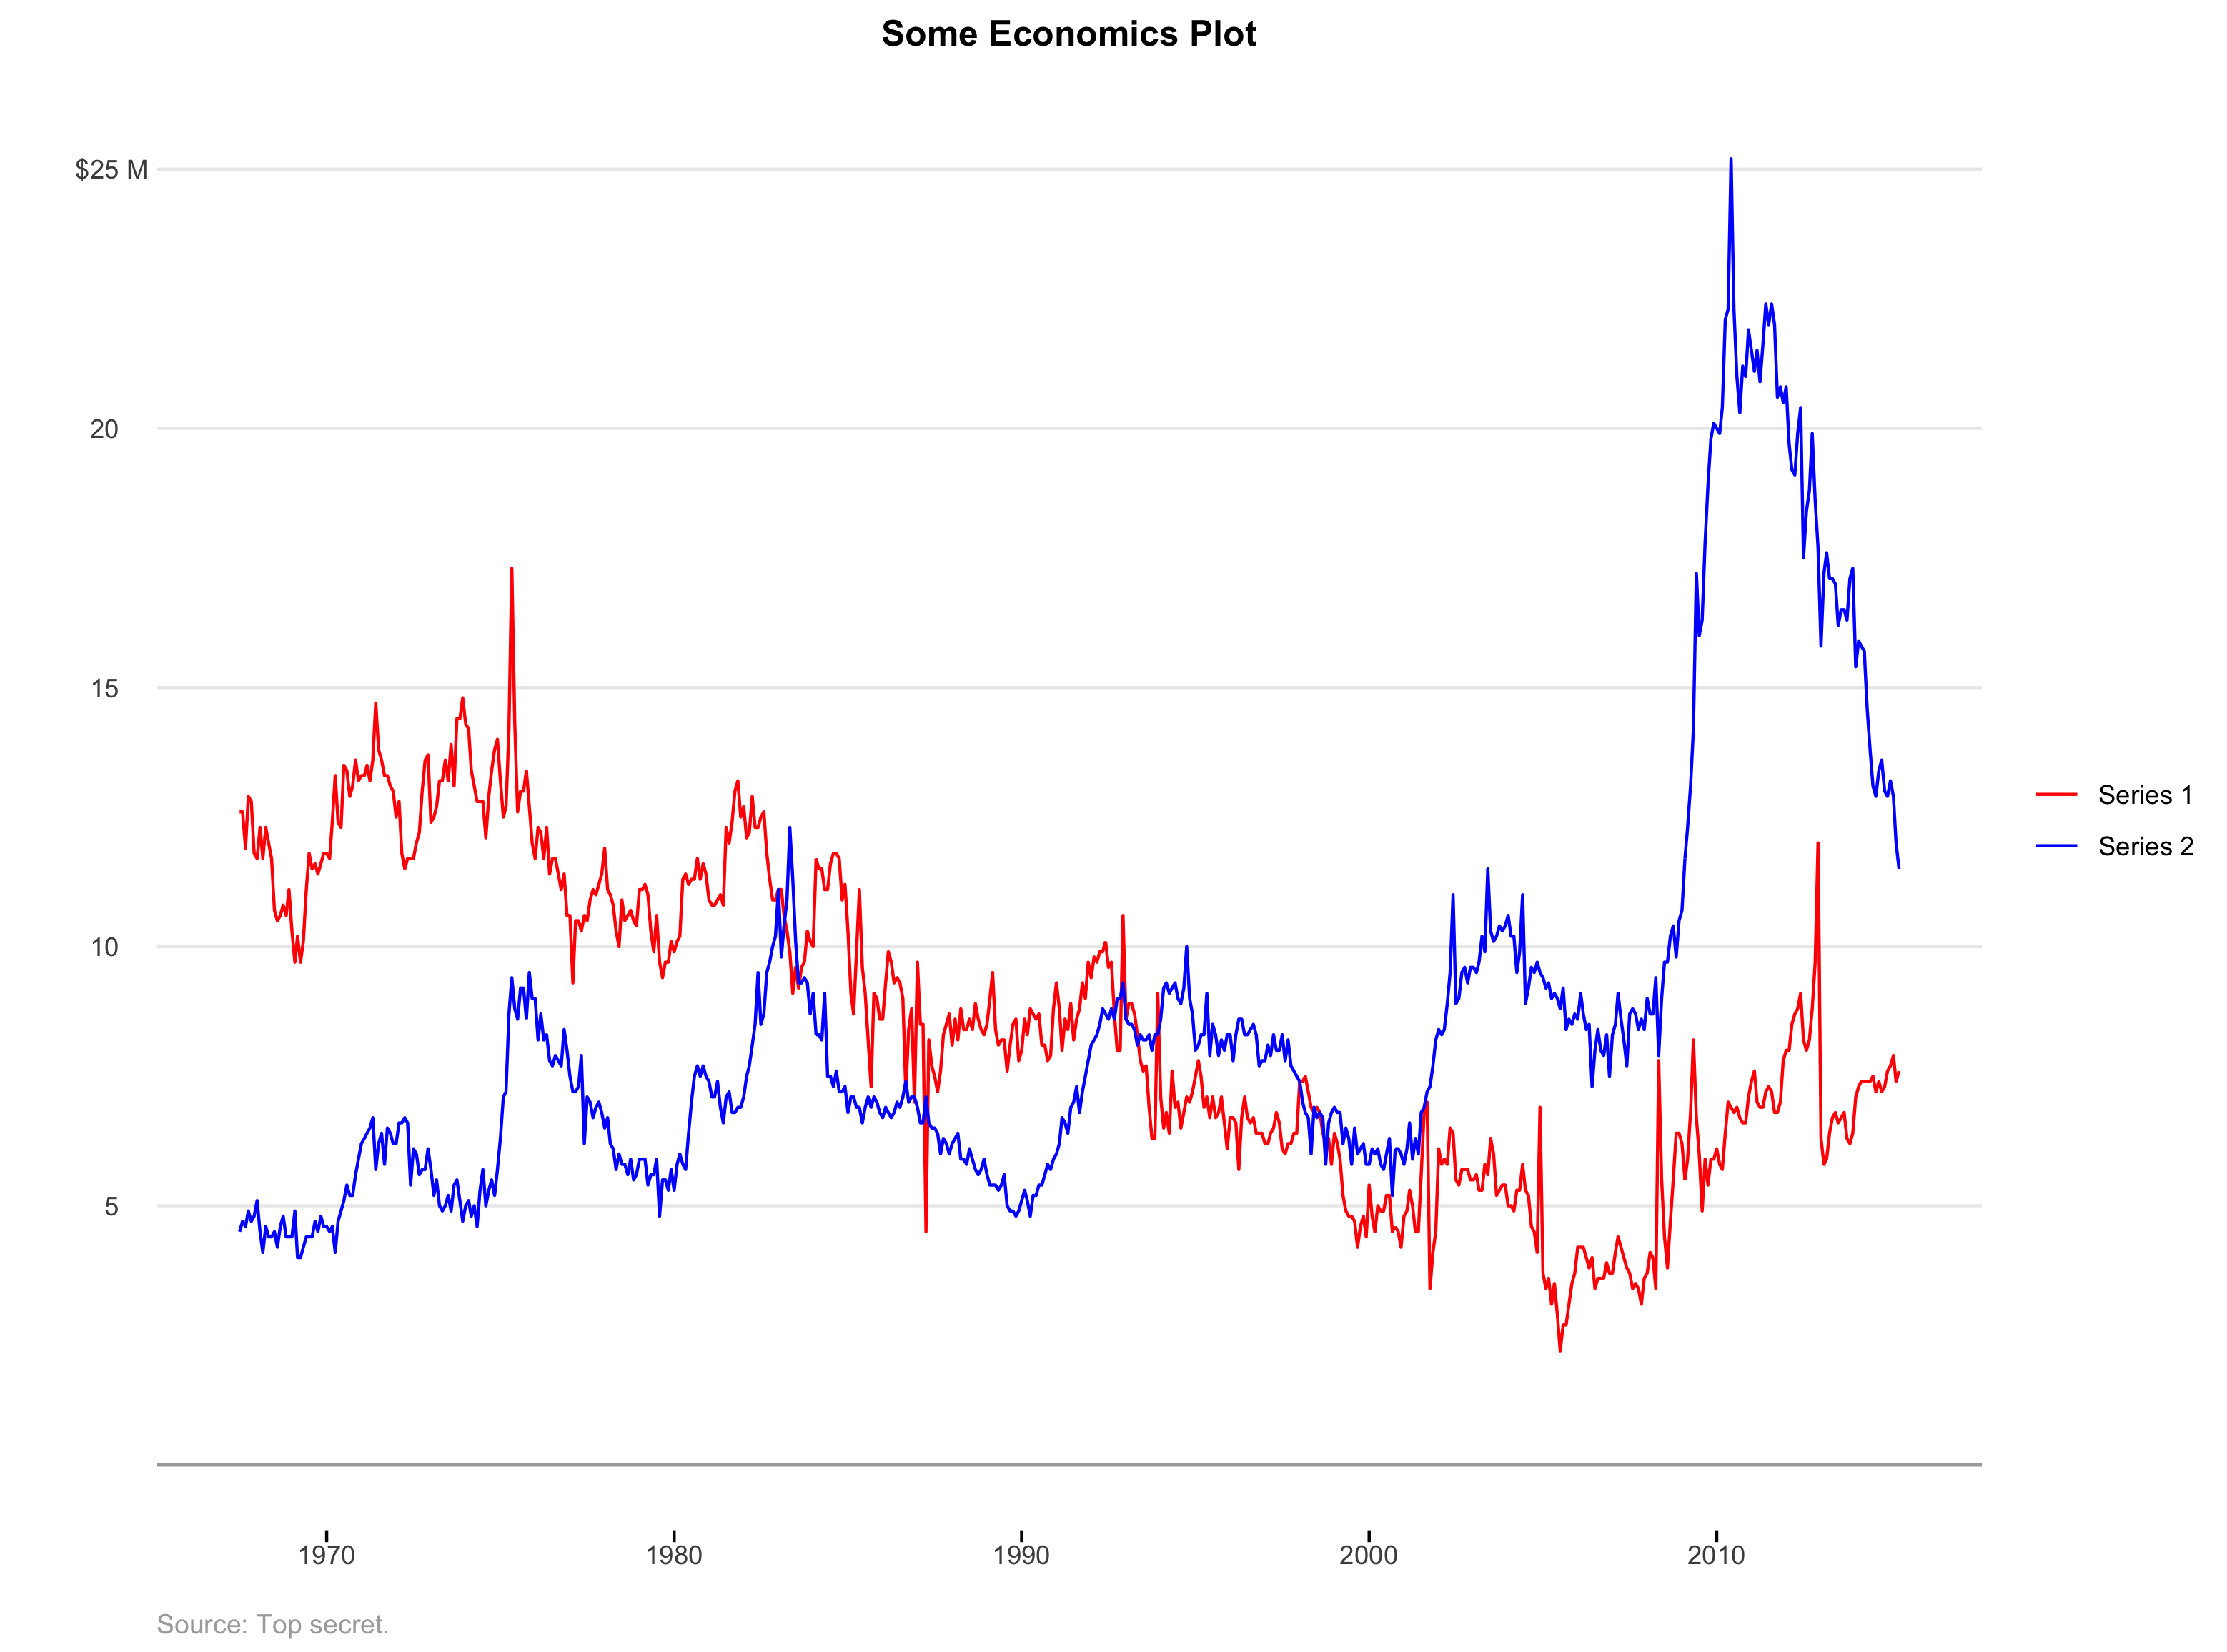 Some Economics Plot
$25 M
20
15
10
5
Series 1
Series 2
1970 1980 1990 2000 2010
Source: Top secret.